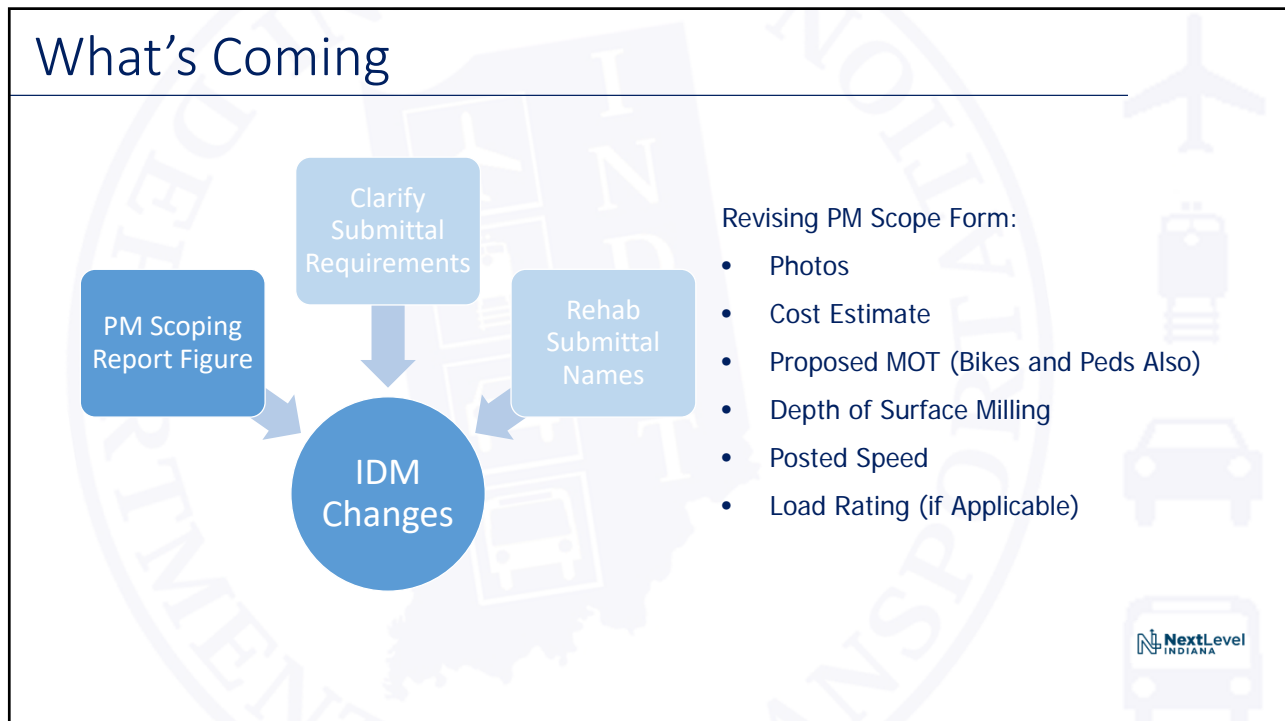 What's Coming
Clarify
Submittal
Requirements
PM Scoping
Report Figure
Rehab
Submittal
Names
IDM
Changes
Revising PM Scope Form:
• Photos
• Cost Estimate
• Proposed MOT (Bikes and Peds Also)
• Depth of Surface Milling
• Posted Speed
• Load Rating (if Applicable)
NextLevel
INDIANA